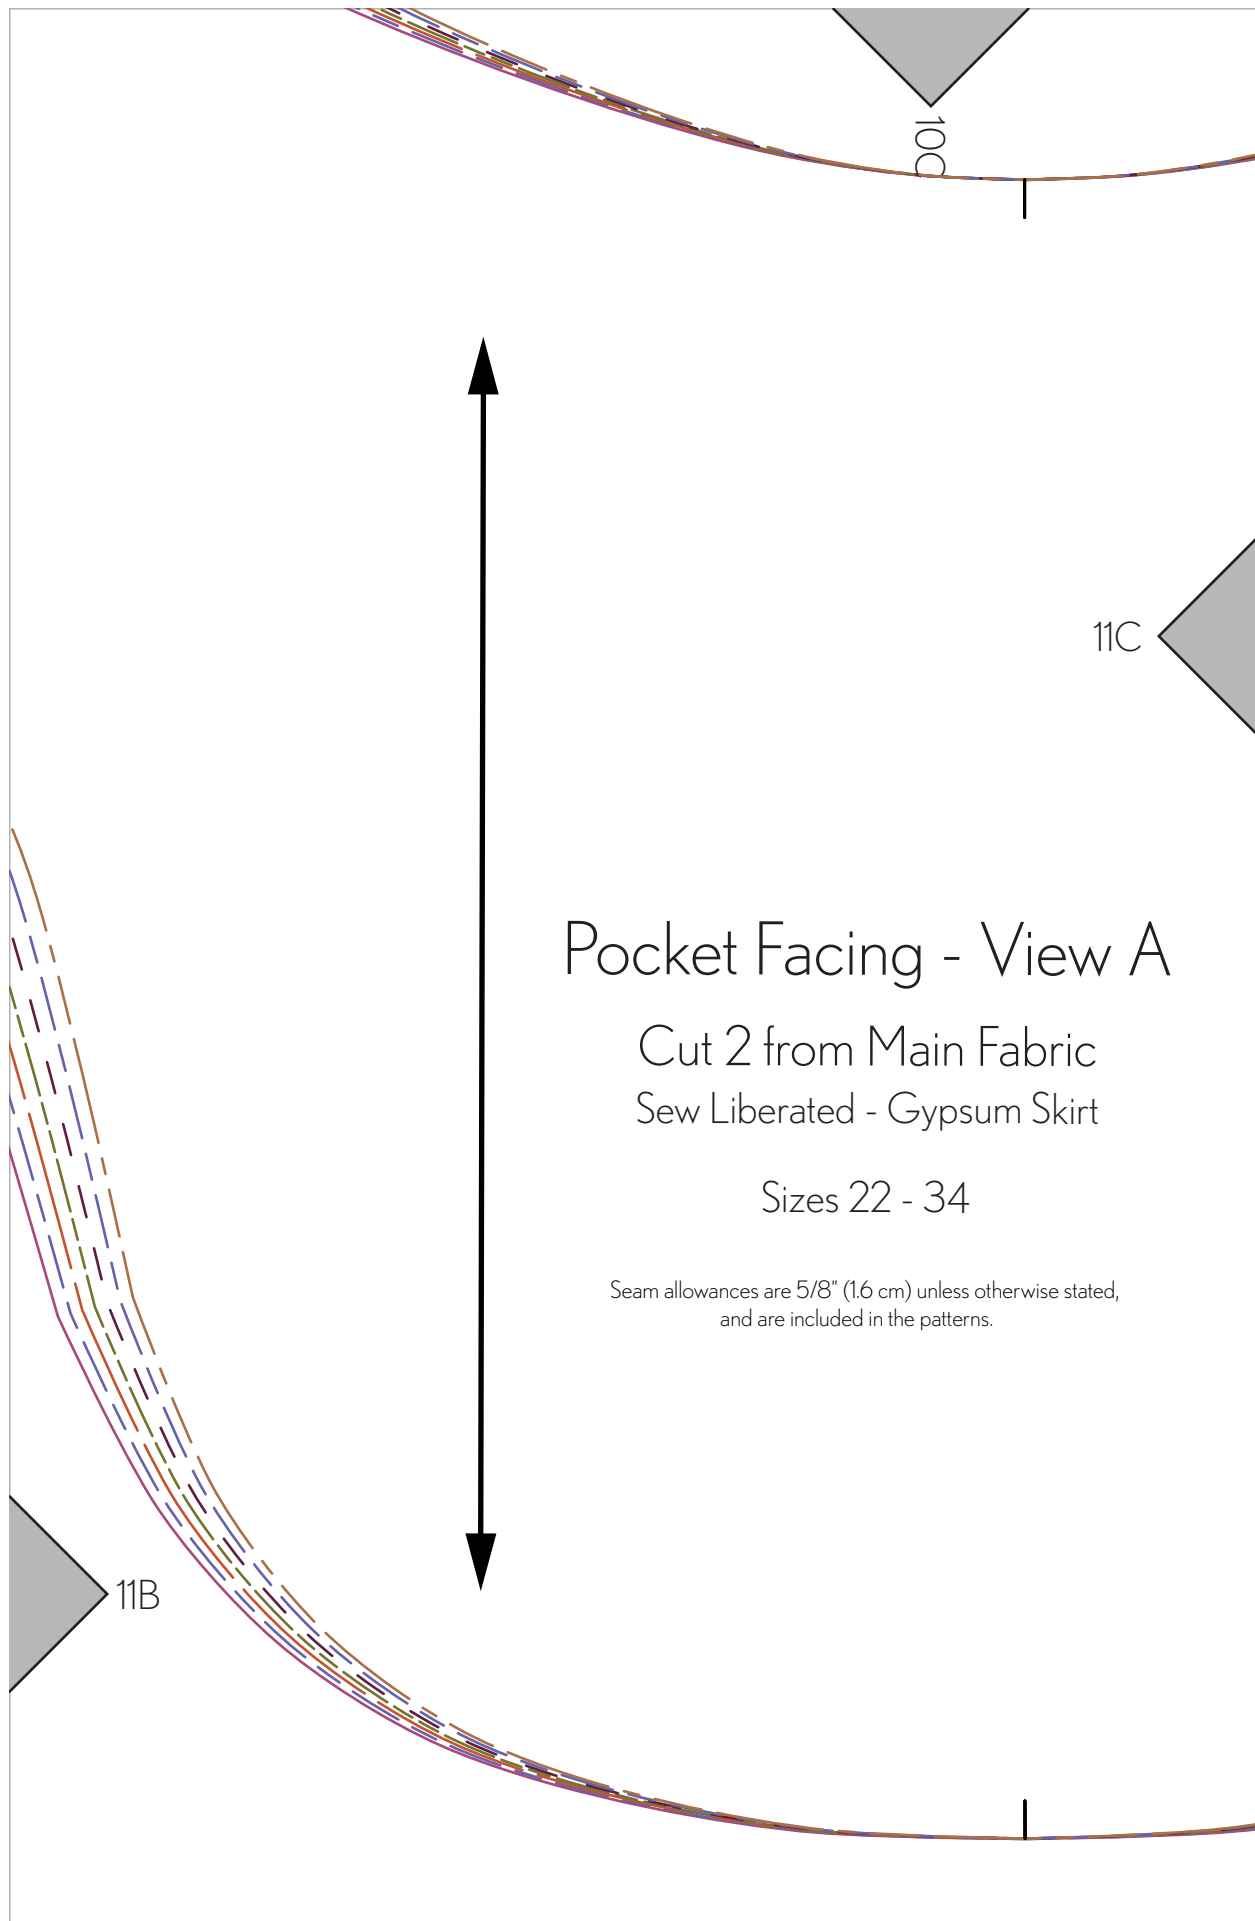 10C
11C
Pocket Facing - View A
Cut 2 from Main Fabric
Sew Liberated - Gypsum Skirt
Sizes 22 - 34
Seam allowances are 5/8” (1.6 cm) unless otherwise stated,
and are included in the patterns.
11B